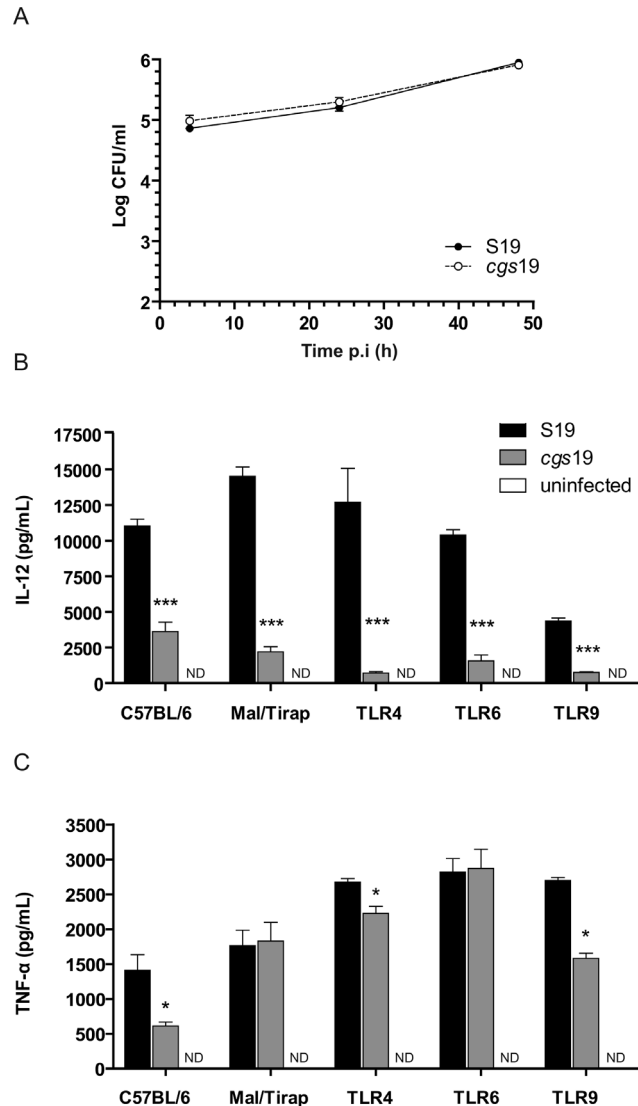 A
6
5
4
3
2
Log CFU/ml
0 10 20 30 40 50
Time p.i (h)
S19
cgs19
B
17500
15000
12500
10000
7500
5000
2500
0
IL-12 (pg/mL)
S19
cgs19
uninfected
*** ND *** ND *** ND *** ND *** ND
C57BL/6 Mal/Tirap TLR4 TLR6 TLR9
C
3500
3000
2500
2000
1500
1000
500
0
TNF-α (pg/mL)
* ND ND * ND ND * ND
C57BL/6 Mal/Tirap TLR4 TLR6 TLR9